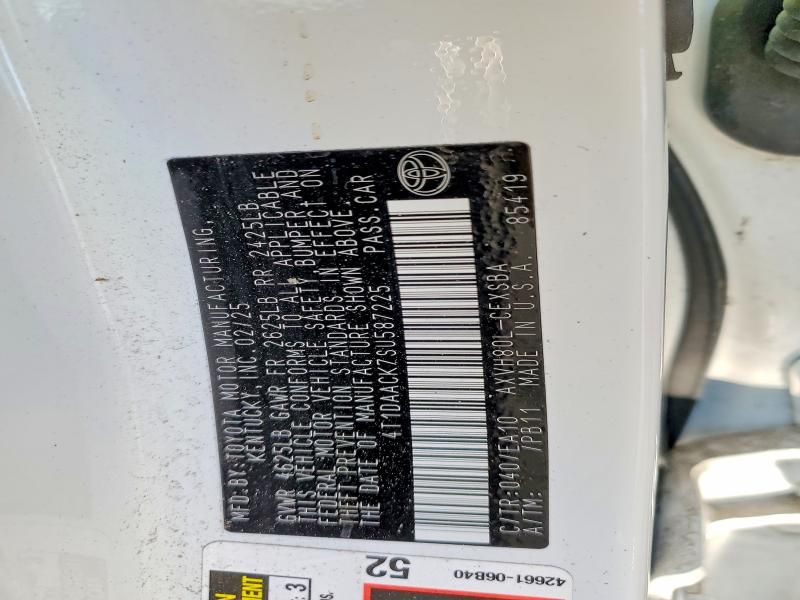 MFD.BY:TOYOTA MOTOR MANUFACTURING,
KENTUCKY, INC. 02/25
GVWR 4625LB GAWR FR 2625LB RR 2425LB
THIS VEHICLE CONFORMS TO ALL APPLICABLE
FEDERAL MOTOR VEHICLE SAFETY, BUMPER AND
THEFT PREVENTION STANDARDS IN EFFECT ON
THE DATE OF MANUFACTURE SHOWN ABOVE.
4T1DAACK7SU587225 PASS.CAR
C/TR:040/EA10 AXVH80L-CEXSBA
A/TM: /PB11 MADE IN U.S.A. 85419
52
42661-06B40